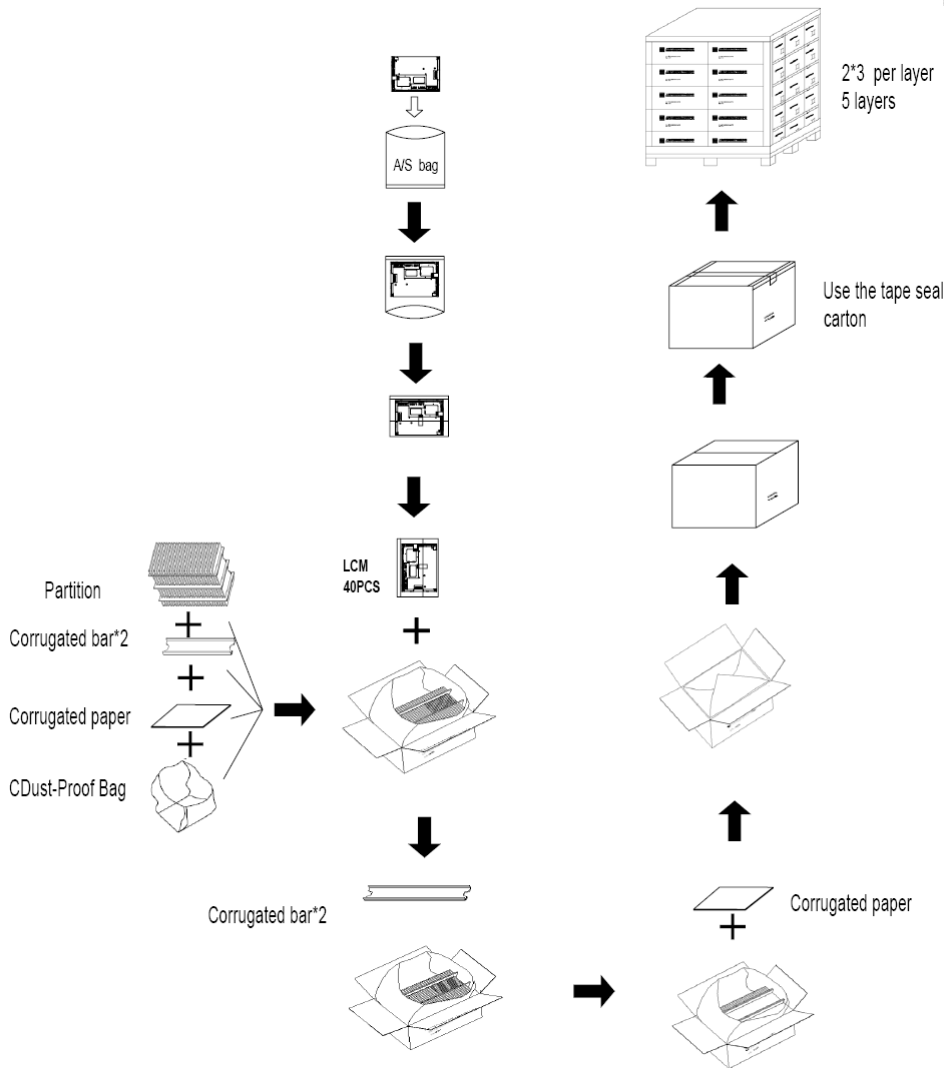 A/S bag
LCM
40PCS
Partition
Corrugated bar*2
Corrugated paper
CDust-Proof Bag
Corrugated bar*2
Corrugated paper
Use the tape seal
carton
2*3 per layer
5 layers